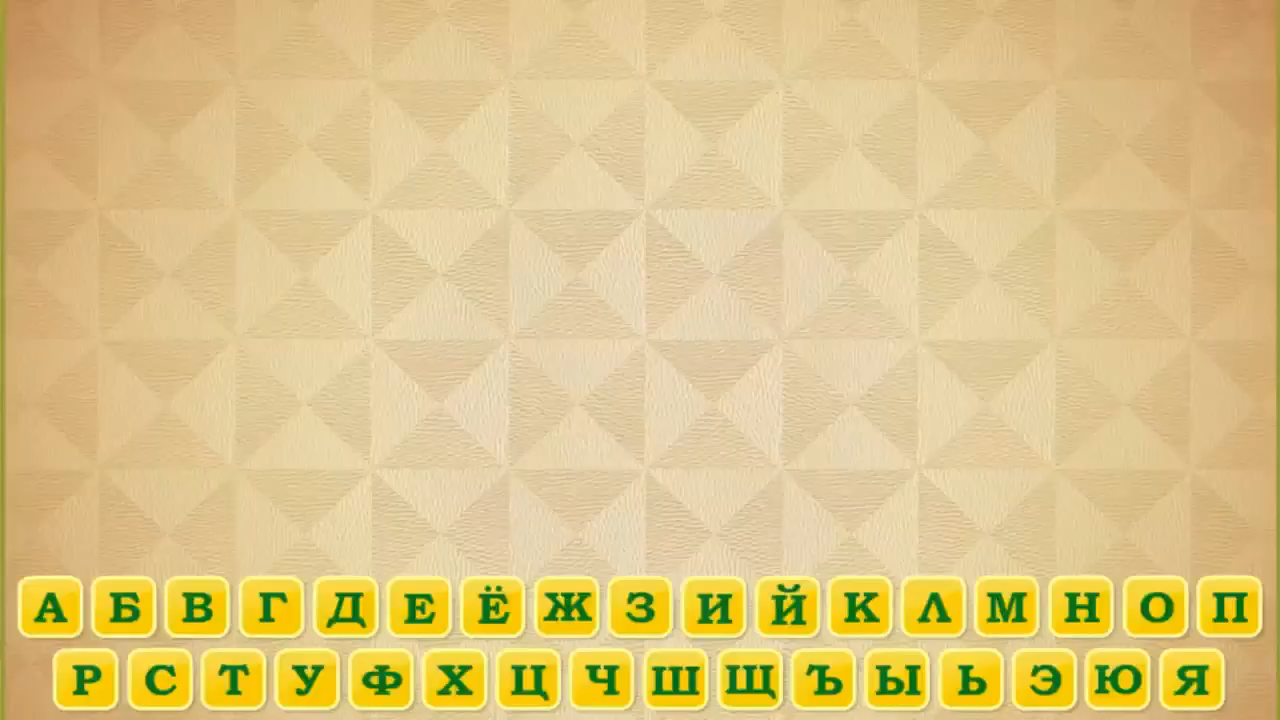 А Б В Г Д Е Ё Ж З И Й К Л М Н О П
Р С Т У Ф Х Ц Ч Ш Щ Ъ Ы Ь Э Ю Я